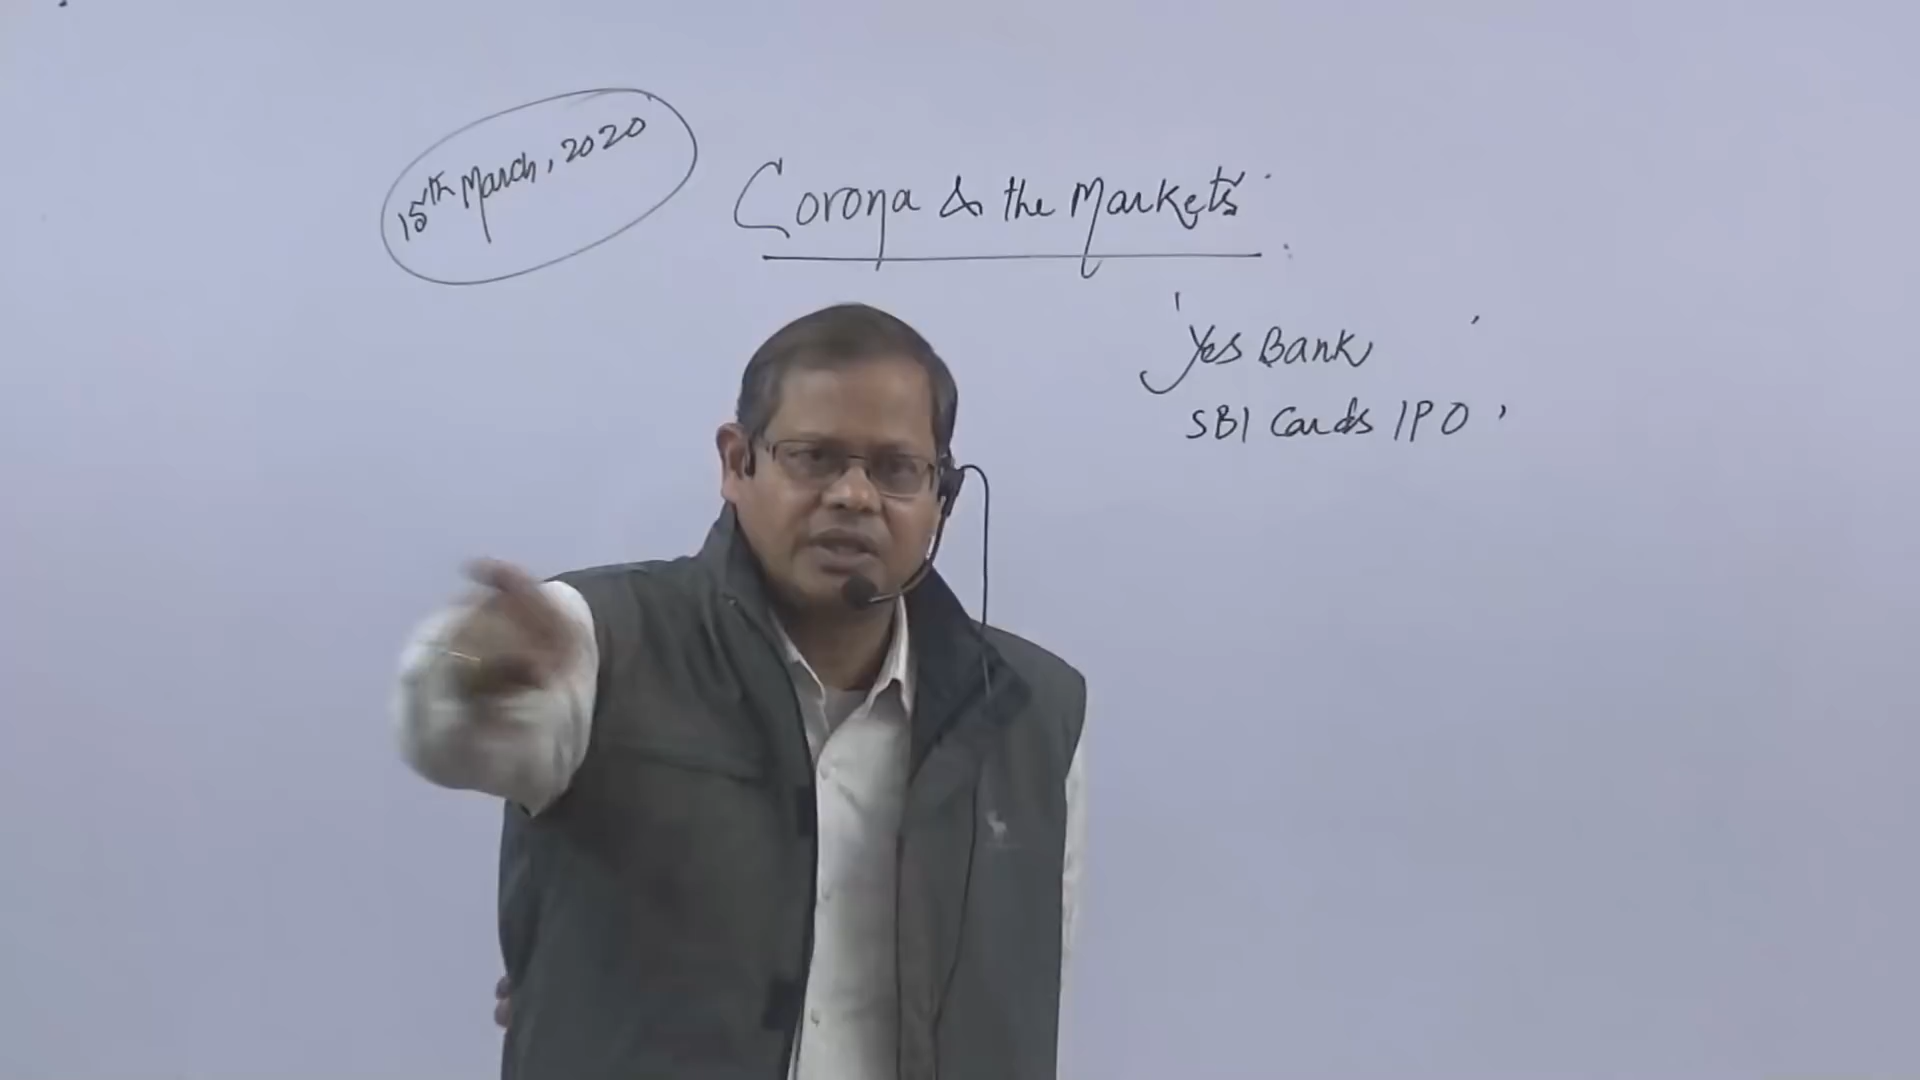 15th March, 2020
Corona & the Markets
Yes Bank
SBI Cards IPO